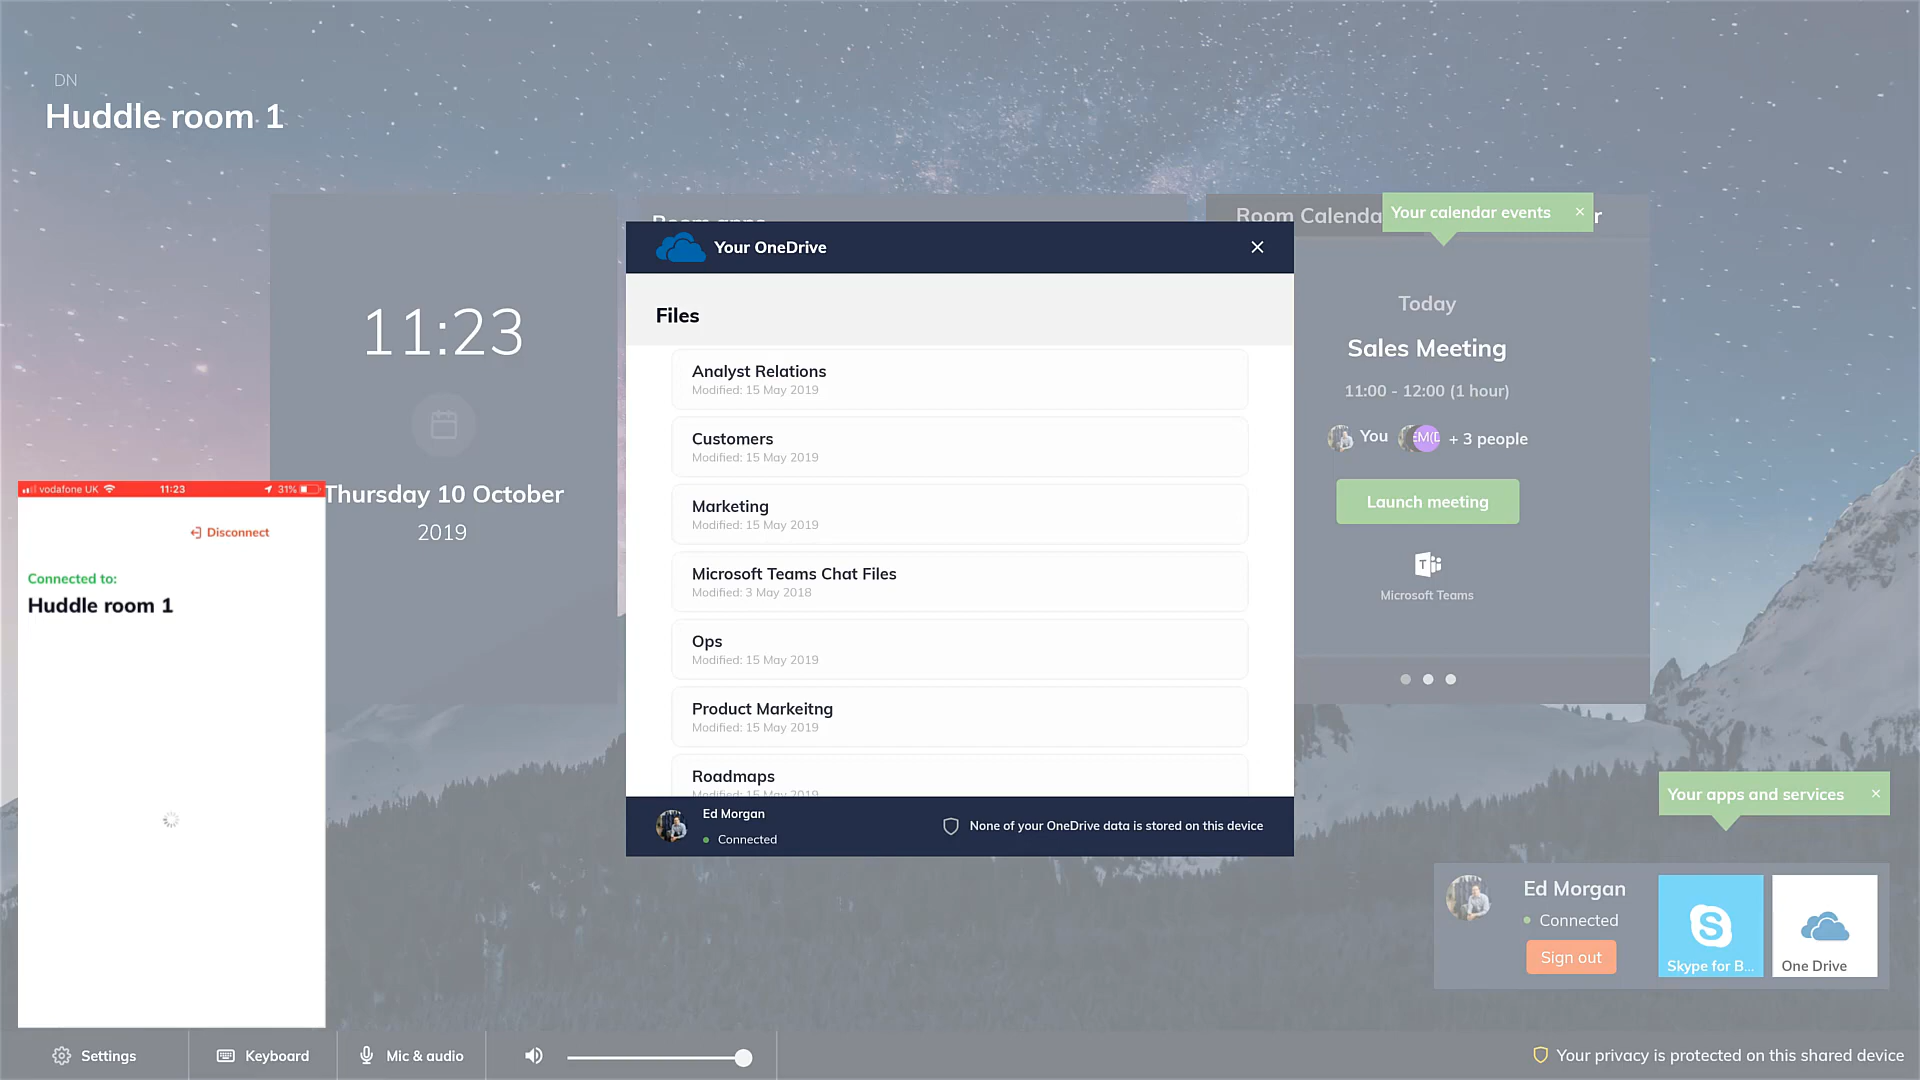 DN
Huddle room 1
Room apps
Room Calenda
r
Your calendar events ×
11:23
Thursday 10 October
2019
Your OneDrive
Files
Analyst Relations
Modified: 15 May 2019
Customers
Modified: 15 May 2019
Marketing
Modified: 15 May 2019
Microsoft Teams Chat Files
Modified: 3 May 2018
Ops
Modified: 15 May 2019
Product Markeitng
Modified: 15 May 2019
Roadmaps
Modified: 15 May 2019
Ed Morgan
Connected
None of your OneDrive data is stored on this device
Today
Sales Meeting
11:00 - 12:00 (1 hour)
You
+ 3 people
Launch meeting
T
Microsoft Teams
vodafone UK 11:23 31%
Disconnect
Connected to:
Huddle room 1
Your apps and services ×
Ed Morgan
Connected
Sign out
Skype for B...
One Drive
Settings
Keyboard
Mic & audio
Your privacy is protected on this shared device